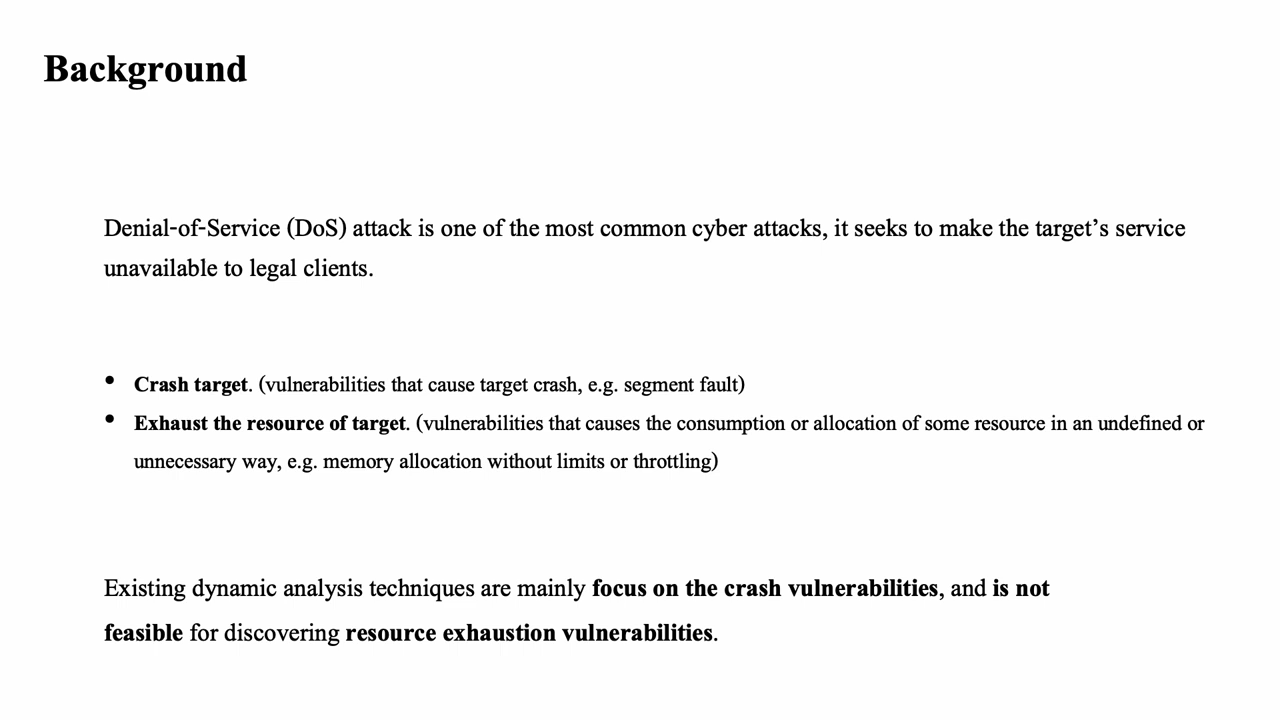 Background
Denial-of-Service (DoS) attack is one of the most common cyber attacks, it seeks to make the target’s service
unavailable to legal clients.
• Crash target. (vulnerabilities that cause target crash, e.g. segment fault)
• Exhaust the resource of target. (vulnerabilities that causes the consumption or allocation of some resource in an undefined or
unnecessary way, e.g. memory allocation without limits or throttling)
Existing dynamic analysis techniques are mainly focus on the crash vulnerabilities, and is not
feasible for discovering resource exhaustion vulnerabilities.